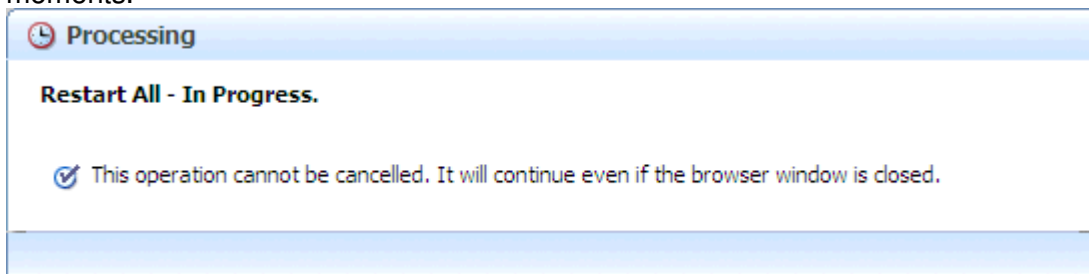 moments.
Processing
Restart All - In Progress.
This operation cannot be cancelled. It will continue even if the browser window is closed.